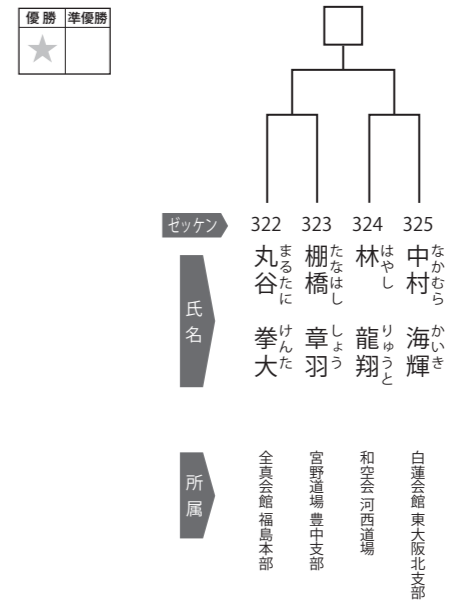 優勝 準優勝
★
ゼッケン 322 323 324 325
氏名
丸谷 拳大
まるたに けんた
棚橋 章羽
たなはし しょう
林 龍翔
はやし りゅうと
中村 海輝
なかむら かいき
所属
全真会館 福島本部
宮野道場 豊中支部
和空会 河西道場
白蓮会館 東大阪北支部